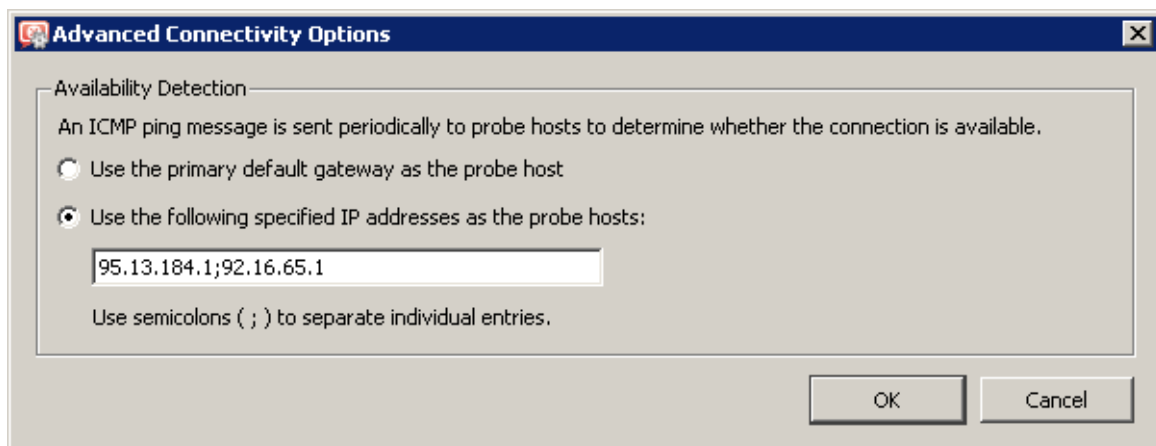 Advanced Connectivity Options
Availability Detection
An ICMP ping message is sent periodically to probe hosts to determine whether the connection is available.
Use the primary default gateway as the probe host
Use the following specified IP addresses as the probe hosts:
95.13.184.1;92.16.65.1
Use semicolons ( ; ) to separate individual entries.
OK Cancel